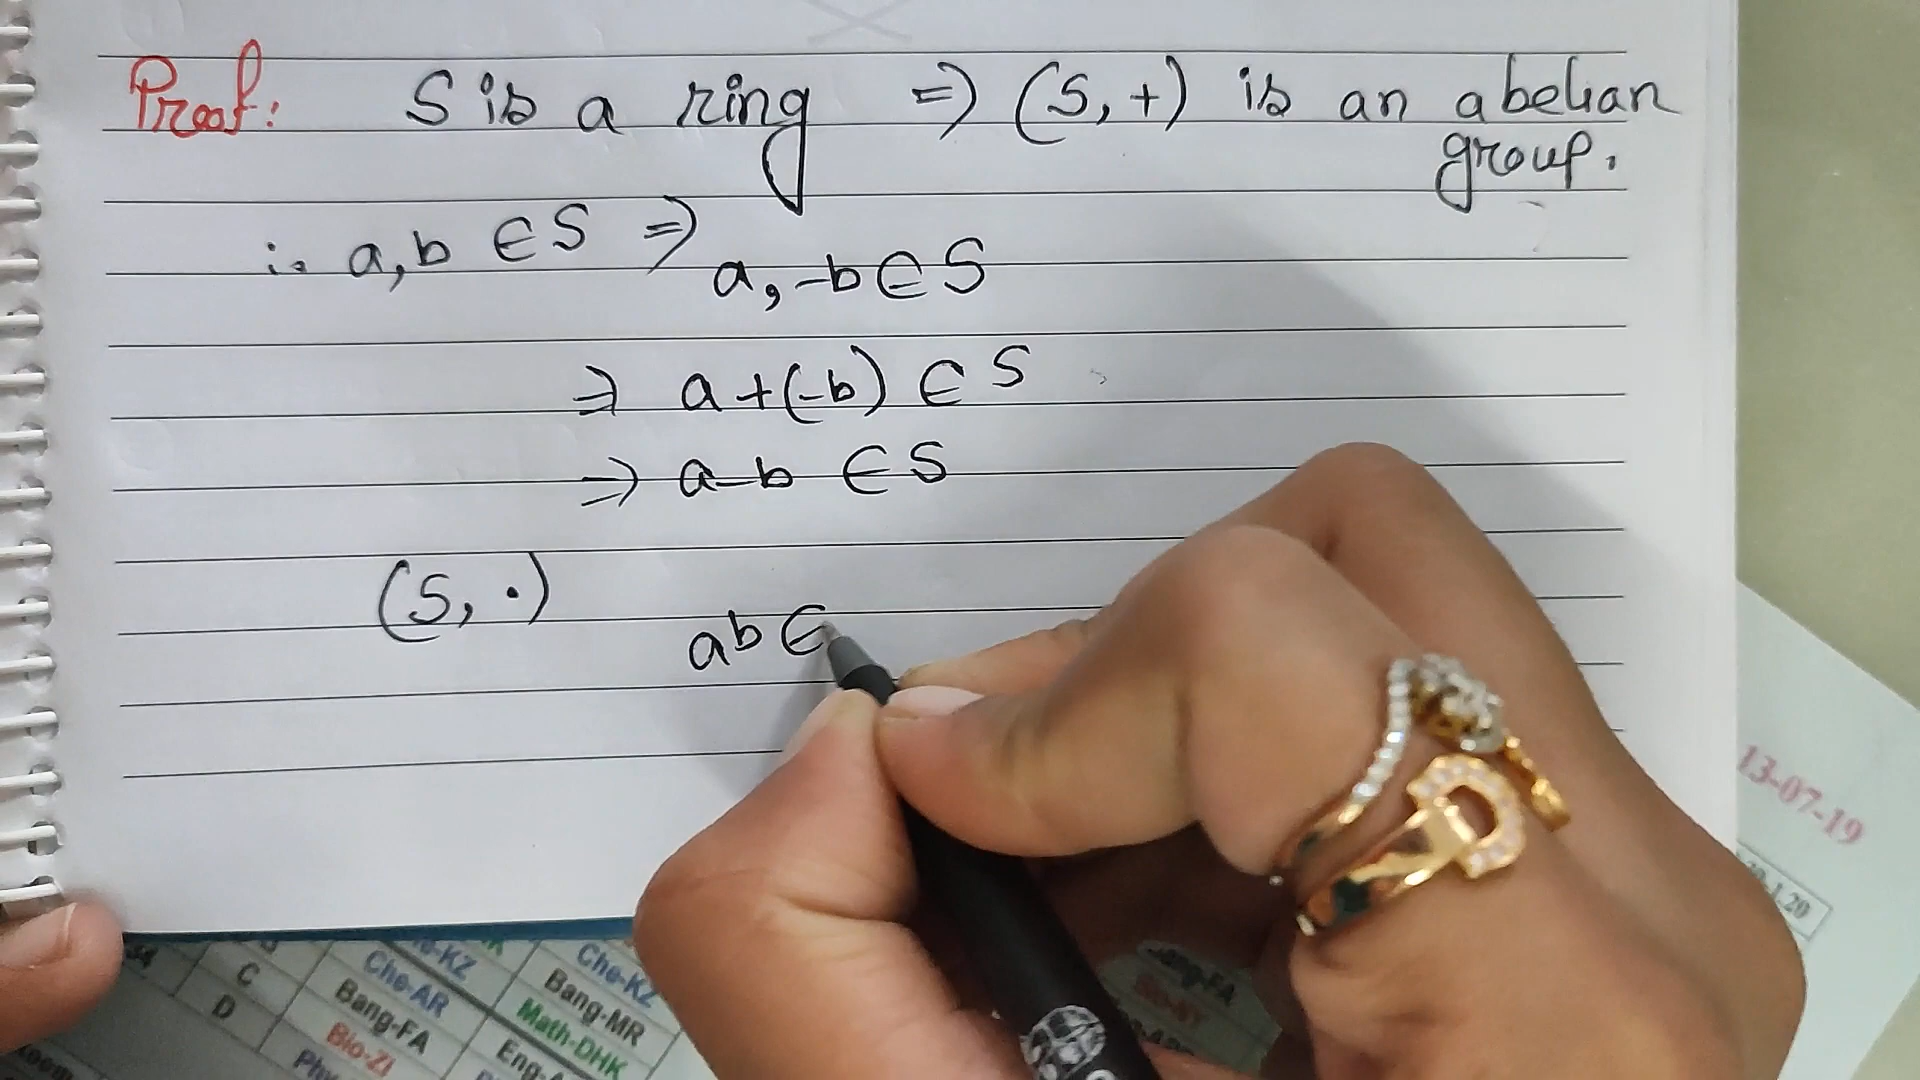 Proof: S is a ring ⇒ (S, +) is an abelian
group.
∴ a, b ∈ S ⇒ a, -b ∈ S
⇒ a + (-b) ∈ S
⇒ a - b ∈ S
(S, ·) ab ∈
13-07-19
C
D
Che-AR
Bang-FA
Bio-ZI
Che-KZ
Bang-MR
Math-DHK